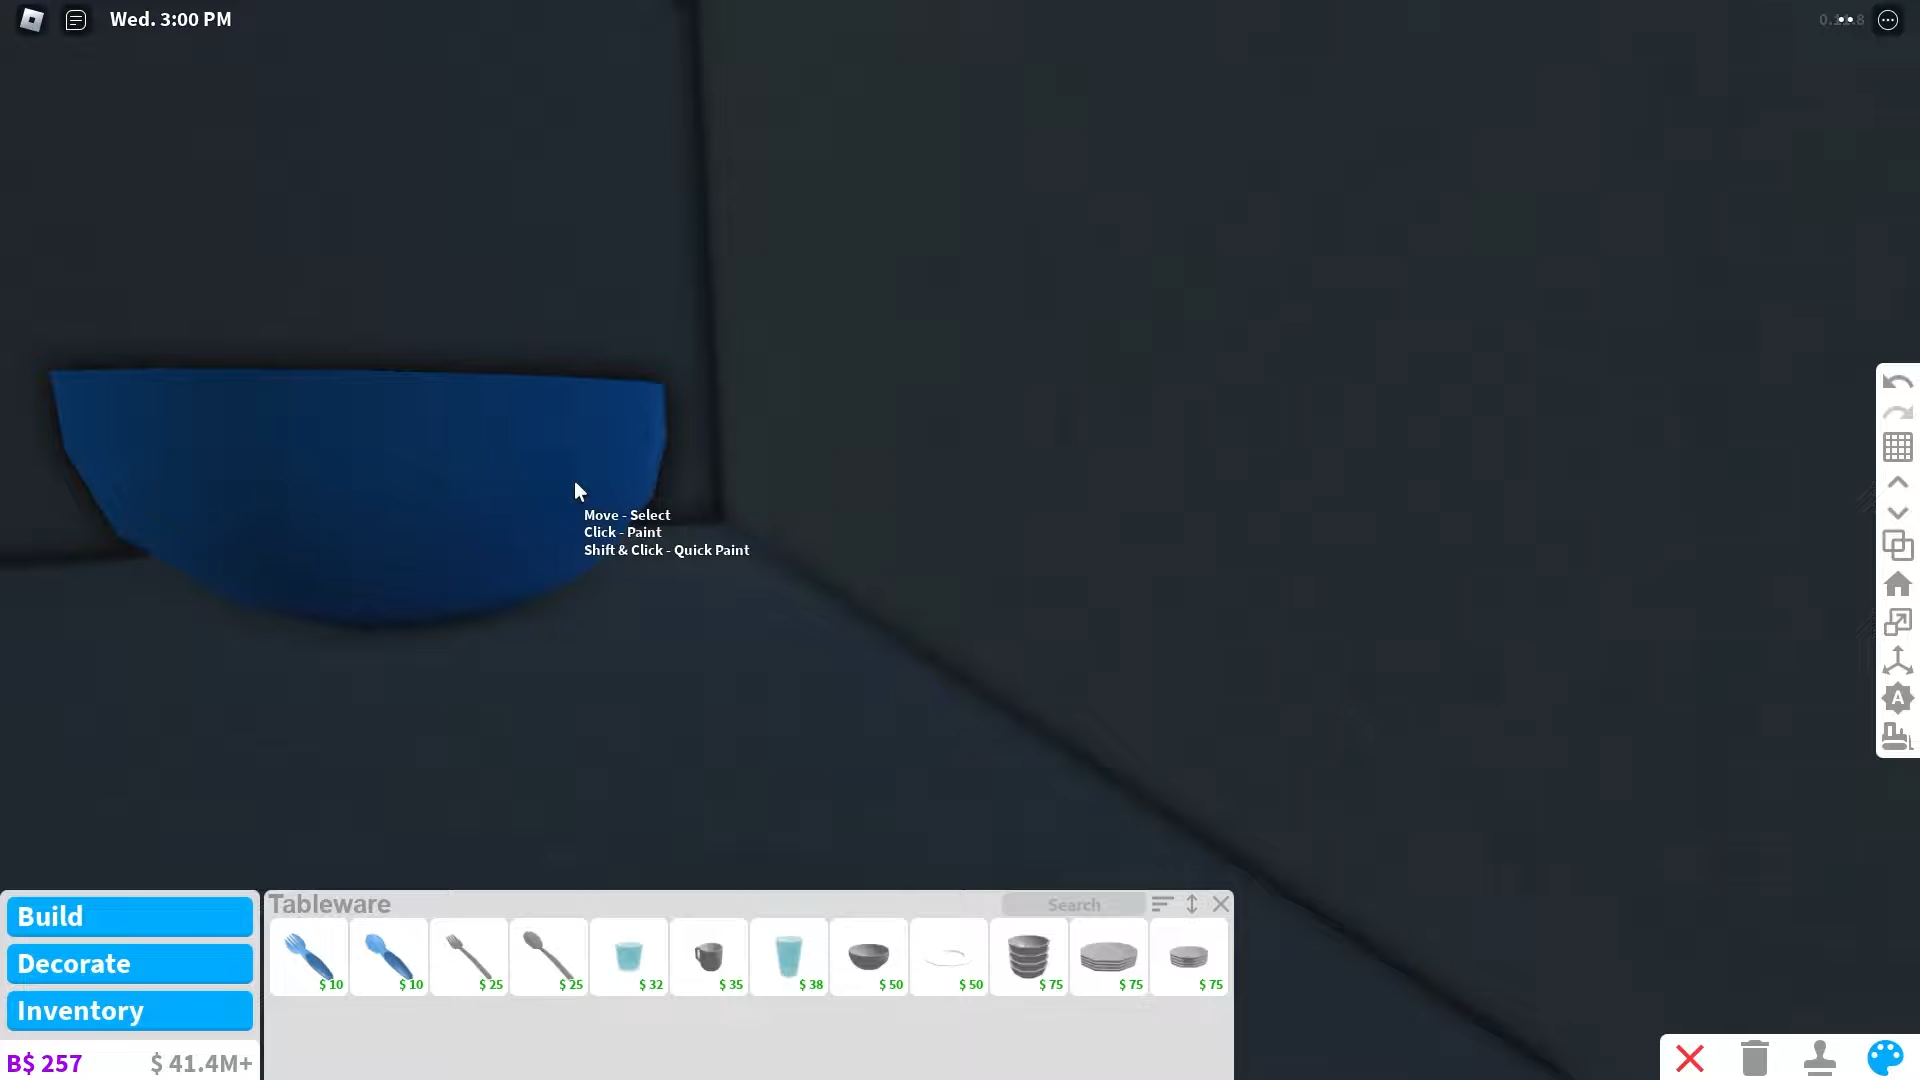 Wed. 3:00 PM
Move - Select
Click - Paint
Shift & Click - Quick Paint
A
Build
Decorate
Inventory
B$ 257
$ 41.4M+
Tableware
Search
$ 10
$ 10
$ 25
$ 25
$ 32
$ 35
$ 38
$ 50
$ 50
$ 75
$ 75
$ 75